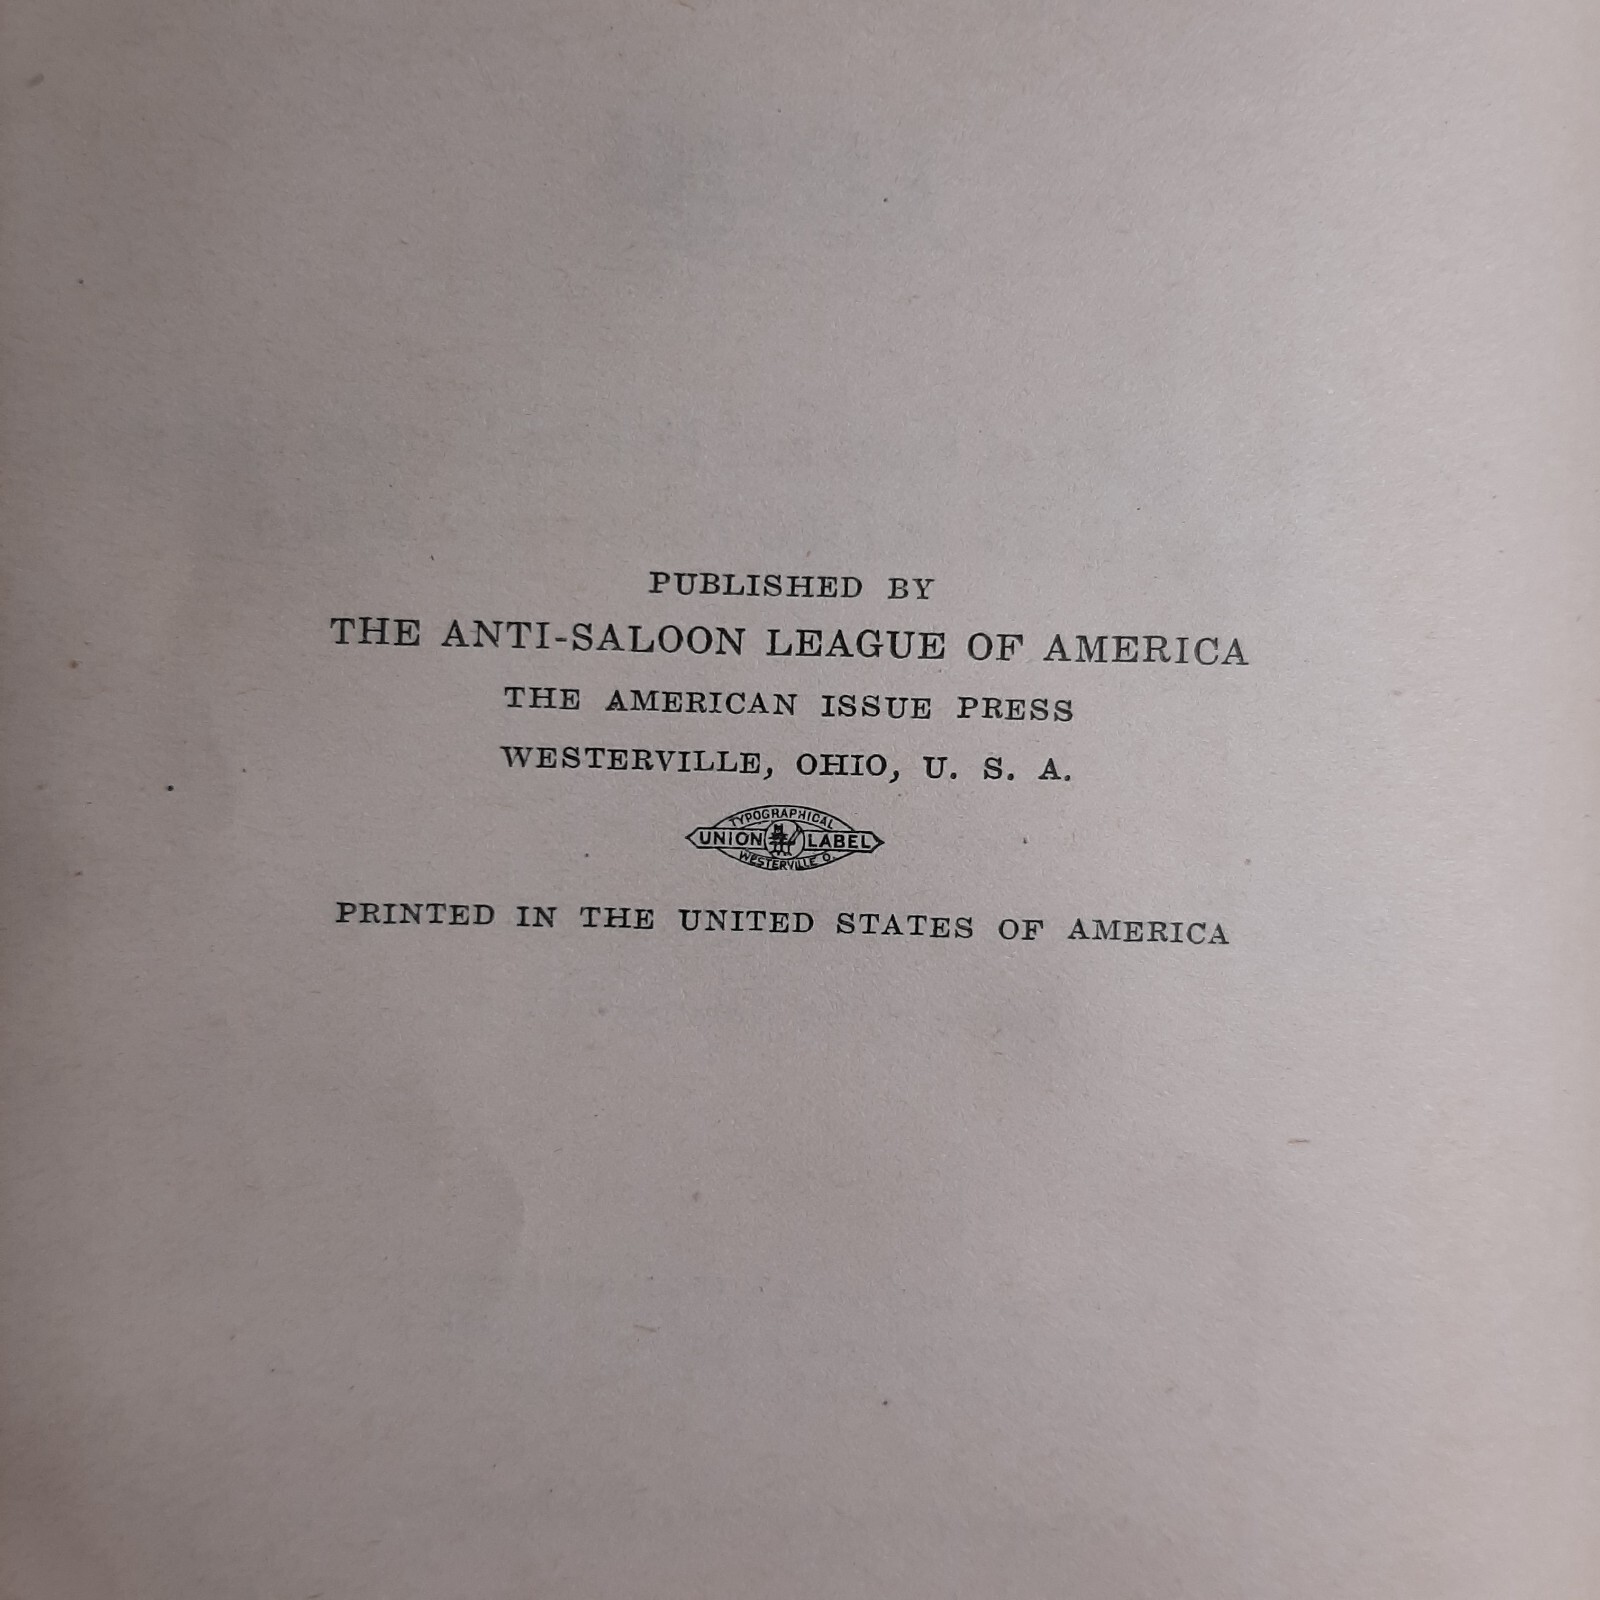 PUBLISHED BY
THE ANTI-SALOON LEAGUE OF AMERICA
THE AMERICAN ISSUE PRESS
WESTERVILLE, OHIO, U. S. A.
TYPOGRAPHICAL
UNION LABEL
WESTERVILLE O.
PRINTED IN THE UNITED STATES OF AMERICA